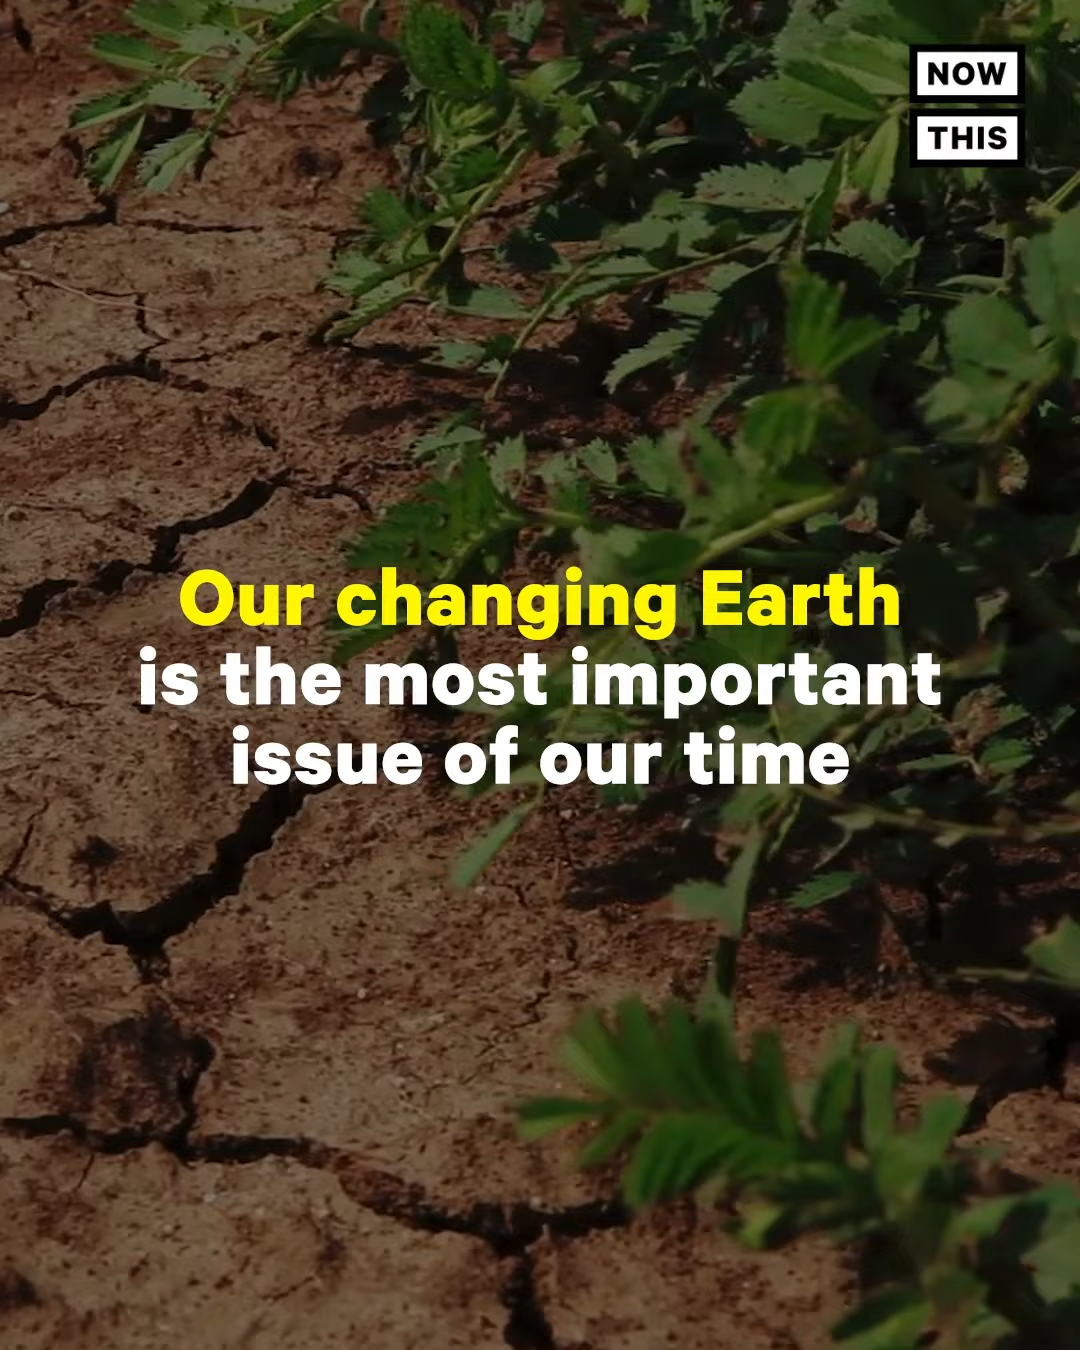 NOW
THIS
Our changing Earth
is the most important
issue of our time